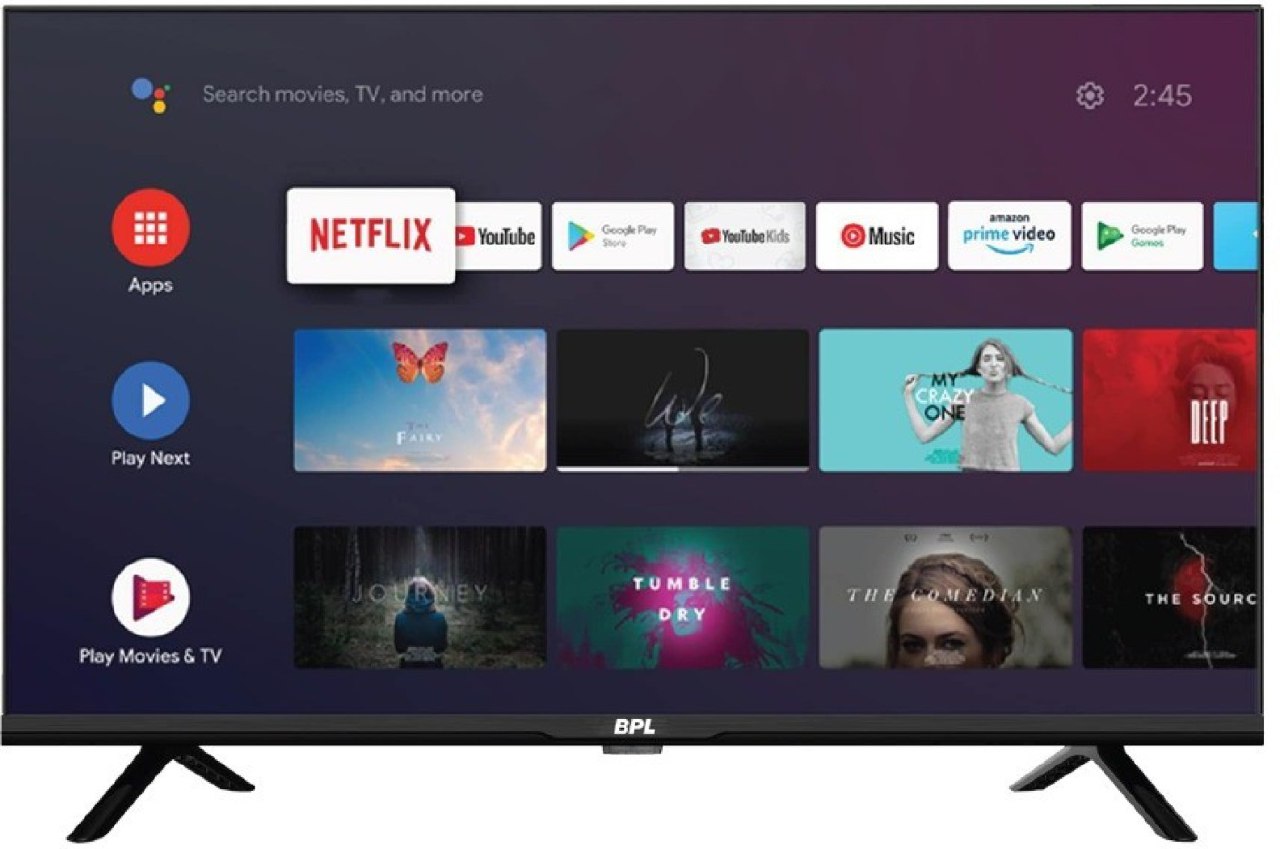 Search movies, TV, and more
2:45
NETFLIX
YouTube
Google Play
Store
YouTube Kids
Music
amazon
prime video
Google Play
Games
Apps
THE
FAIRY
MY
CRAZY
ONE
DEEP
Play Next
JOURNEY
TUMBLE
DRY
THE COMEDIAN
THE SOURC
Play Movies & TV
BPL